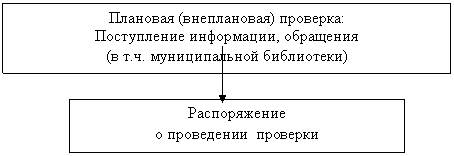 Плановая (внеплановая) проверка:
Поступление информации, обращения
(в т.ч. муниципальной библиотеки)
Распоряжение
о проведении проверки